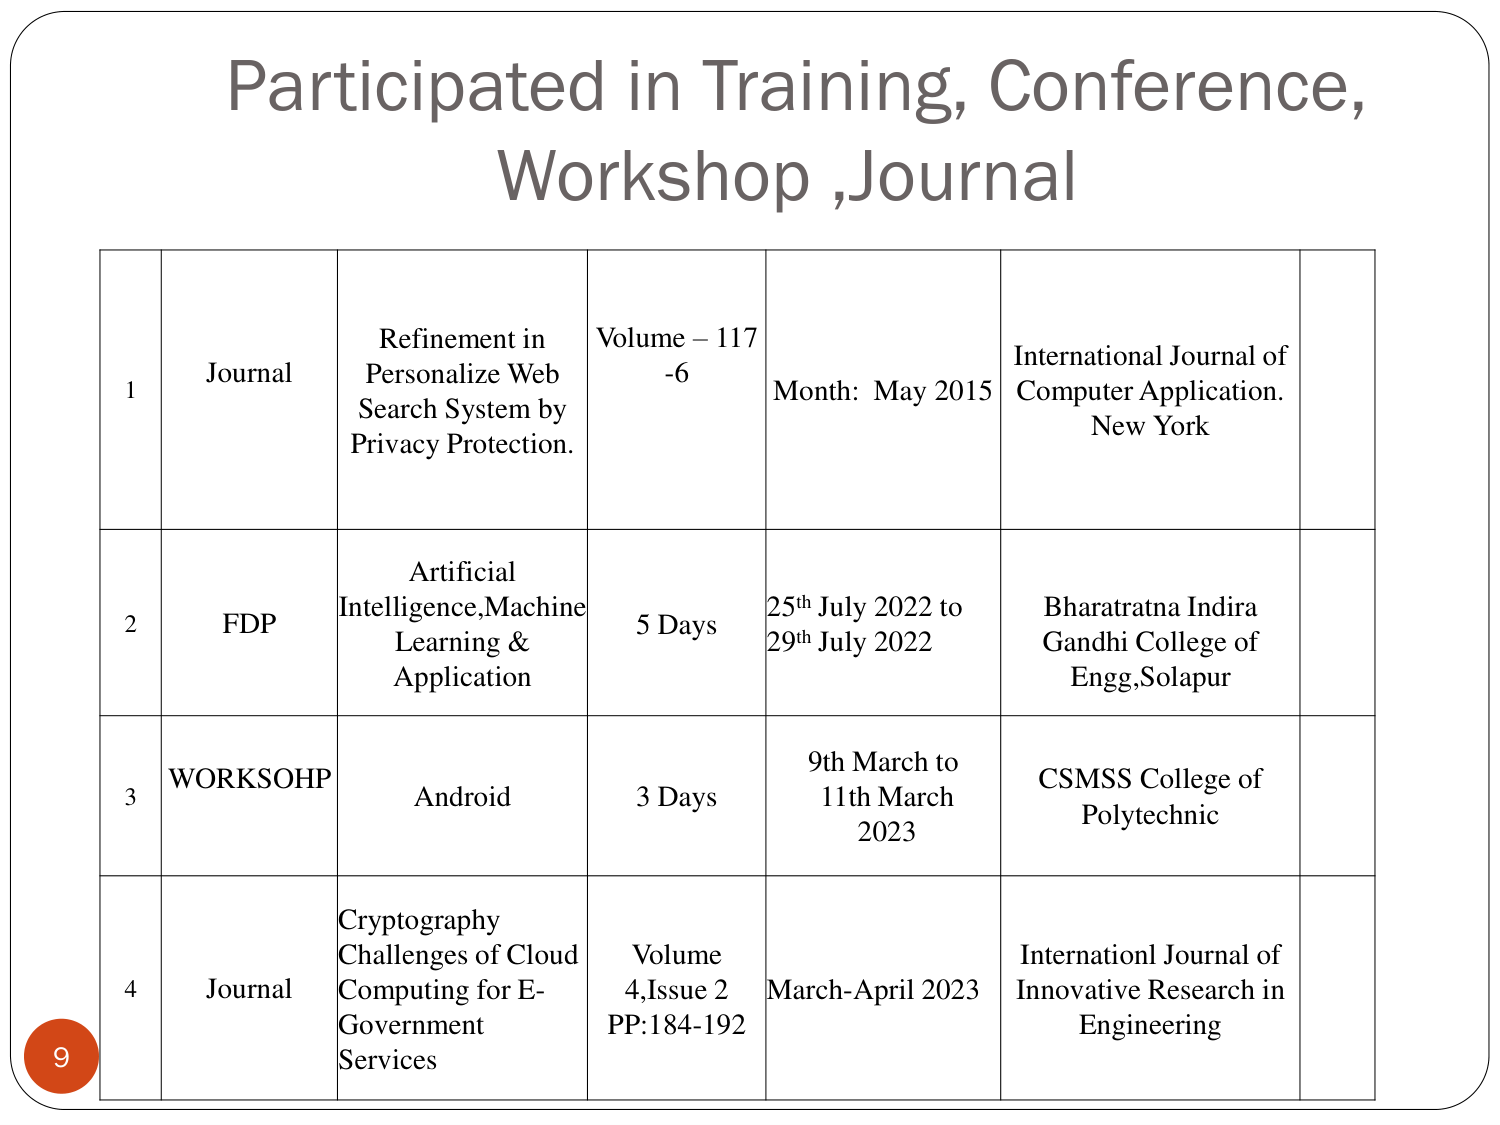 Participated in Training, Conference,
Workshop ,Journal
1
Journal
Refinement in
Personalize Web
Search System by
Privacy Protection.
Volume – 117
-6
Month:  May 2015
International Journal of
Computer Application.
New York
2
FDP
Artificial
Intelligence,Machine
Learning &
Application
5 Days
25th July 2022 to
29th July 2022
Bharatratna Indira
Gandhi College of
Engg,Solapur
3
WORKSOHP
Android
3 Days
9th March to
11th March
2023
CSMSS College of
Polytechnic
4
Journal
Cryptography
Challenges of Cloud
Computing for E-
Government
Services
Volume
4,Issue 2
PP:184-192
March-April 2023
Internationl Journal of
Innovative Research in
Engineering
9